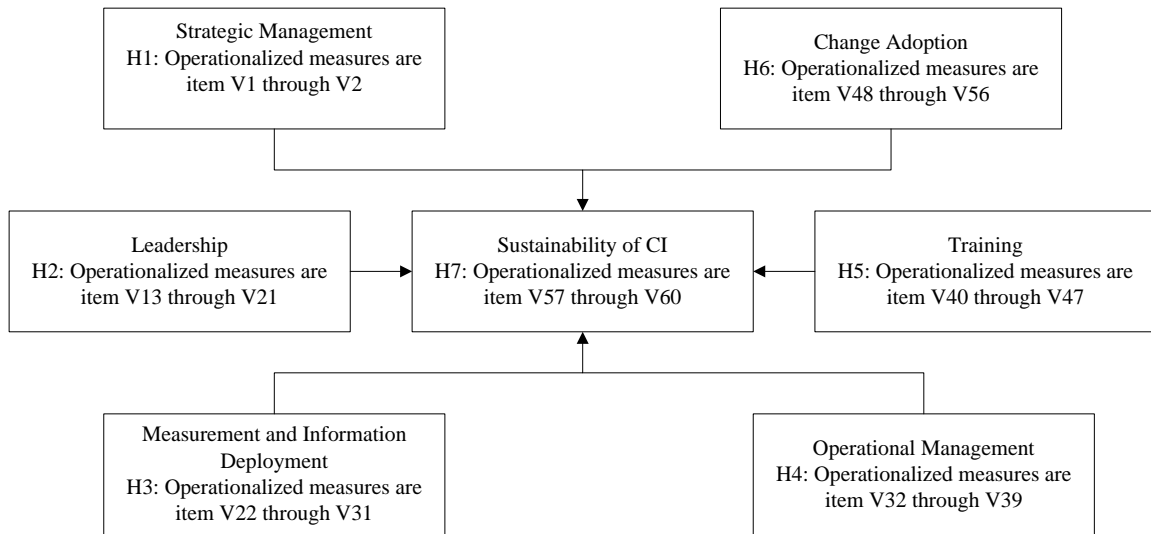 Strategic Management
H1: Operationalized measures are
item V1 through V2
Change Adoption
H6: Operationalized measures are
item V48 through V56
Leadership
H2: Operationalized measures are
item V13 through V21
Sustainability of CI
H7: Operationalized measures are
item V57 through V60
Training
H5: Operationalized measures are
item V40 through V47
Measurement and Information
Deployment
H3: Operationalized measures are
item V22 through V31
Operational Management
H4: Operationalized measures are
item V32 through V39